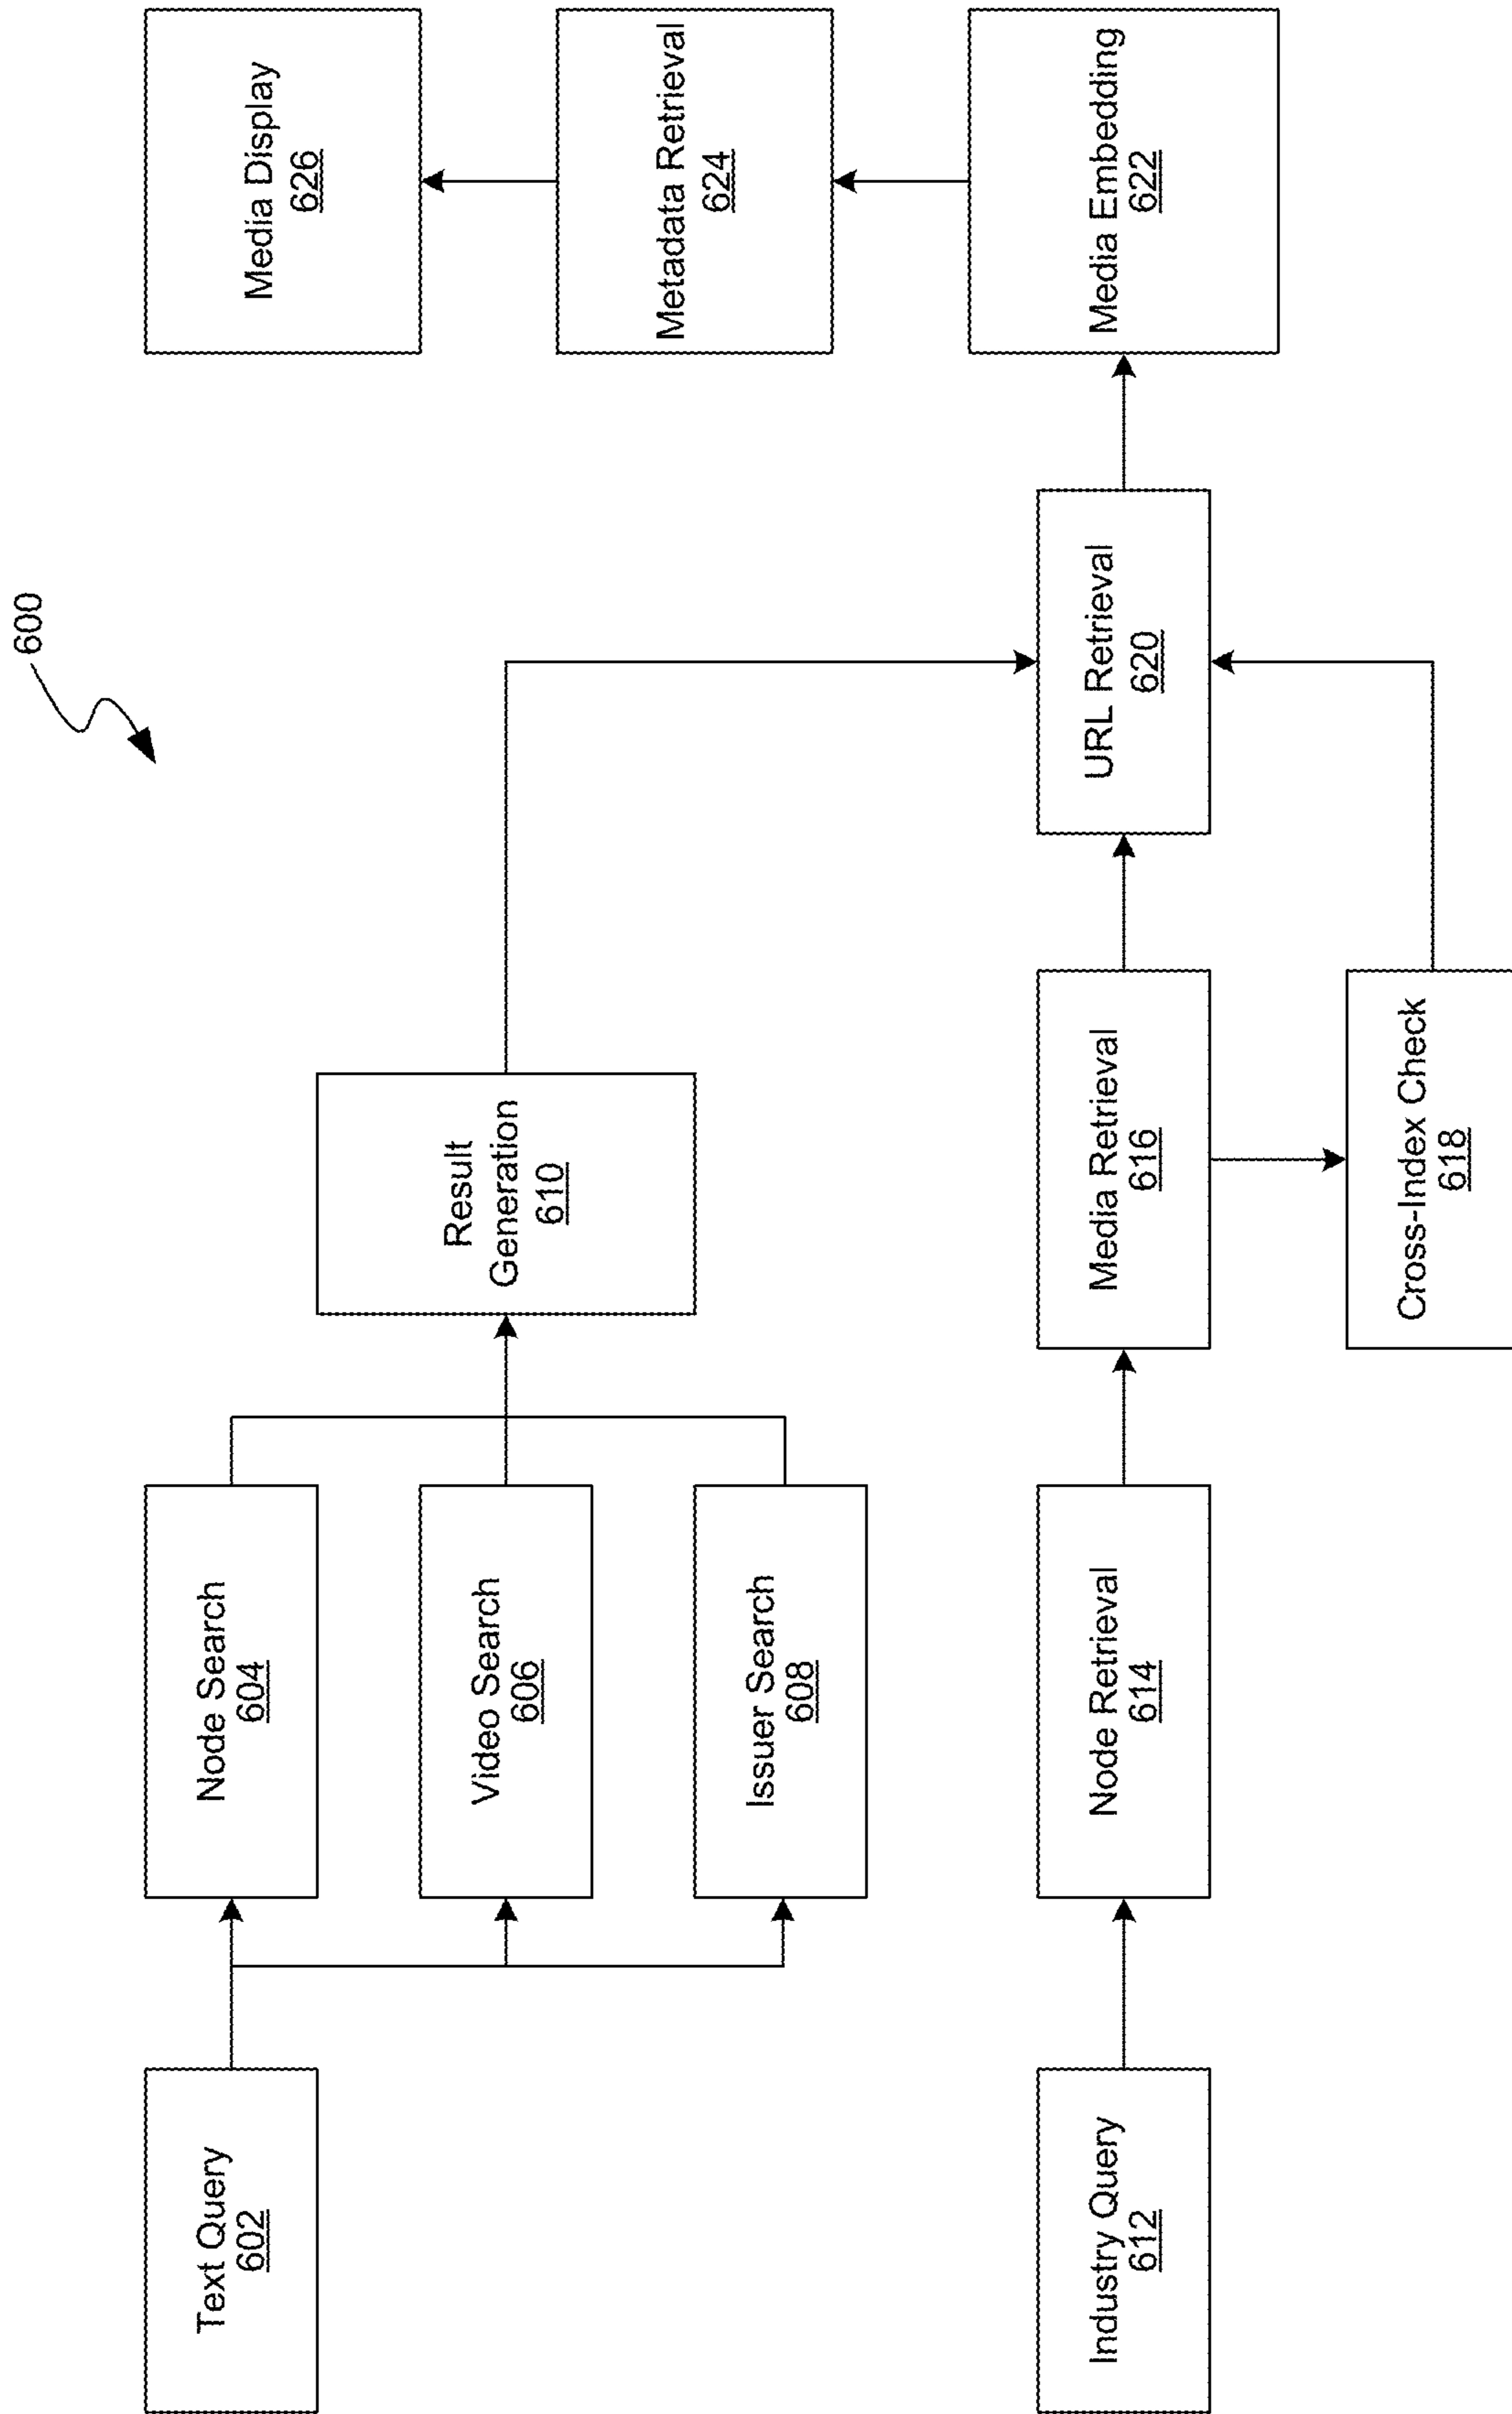 600
Text Query
602
Node Search
604
Video Search
606
Issuer Search
608
Result
Generation
610
Industry Query
612
Node Retrieval
614
Media Retrieval
616
Cross-Index Check
618
URL Retrieval
620
Media Embedding
622
Metadata Retrieval
624
Media Display
626